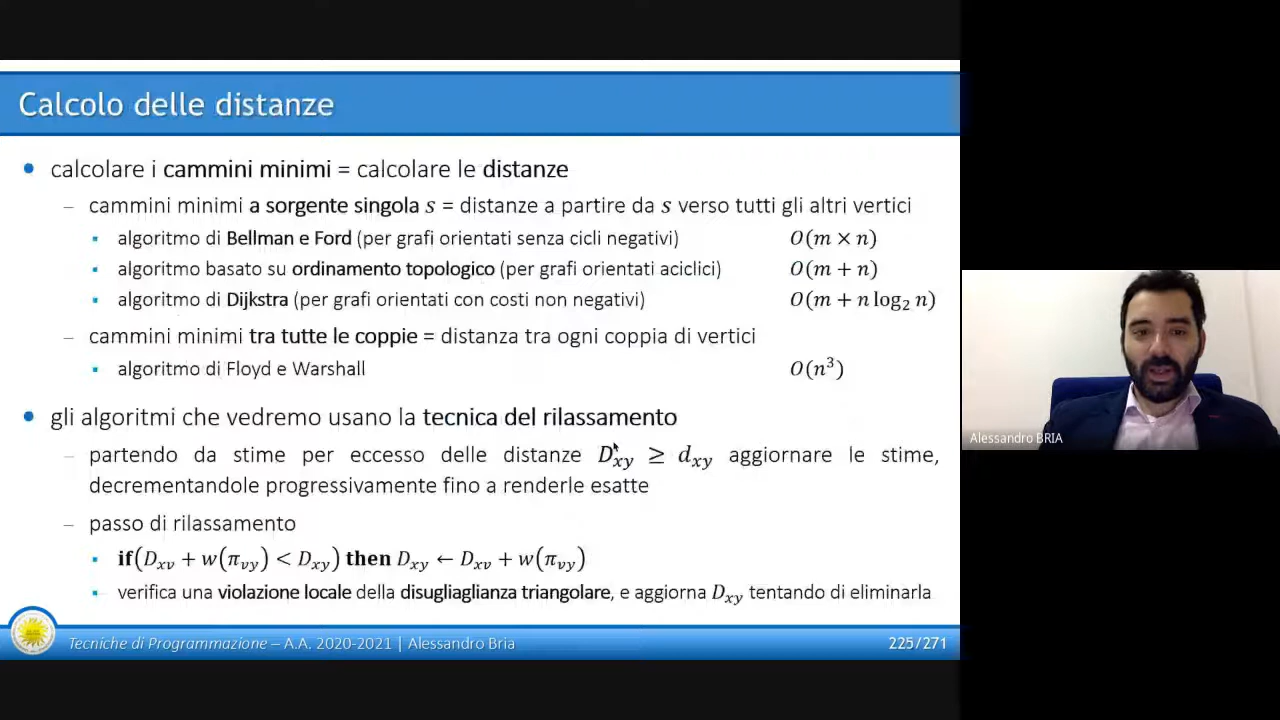 Calcolo delle distanze
• calcolare i cammini minimi = calcolare le distanze
– cammini minimi a sorgente singola s = distanze a partire da s verso tutti gli altri vertici
▪ algoritmo di Bellman e Ford (per grafi orientati senza cicli negativi) O(m × n)
▪ algoritmo basato su ordinamento topologico (per grafi orientati aciclici) O(m + n)
▪ algoritmo di Dijkstra (per grafi orientati con costi non negativi) O(m + n log₂ n)
– cammini minimi tra tutte le coppie = distanza tra ogni coppia di vertici
▪ algoritmo di Floyd e Warshall O(n³)
• gli algoritmi che vedremo usano la tecnica del rilassamento
– partendo da stime per eccesso delle distanze D_xy ≥ d_xy aggiornare le stime,
decrementandole progressivamente fino a renderle esatte
– passo di rilassamento
▪ if(D_xv + w(π_vy) < D_xy) then D_xy ← D_xv + w(π_vy)
▪ verifica una violazione locale della disugliaglianza triangolare, e aggiorna D_xy tentando di eliminarla
Tecniche di Programmazione – A.A. 2020-2021 | Alessandro Bria 225/271
Alessandro BRIA